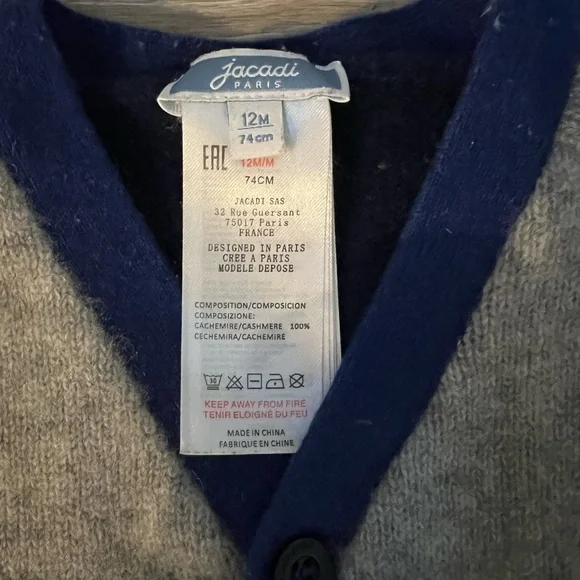 jacadi
PARIS
12M
74cm
EAC
12M/M
74CM
JACADI SAS
32 Rue Guersant
75017 Paris
FRANCE
DESIGNED IN PARIS
CREE A PARIS
MODELE DEPOSE
COMPOSITION/COMPOSICION
COMPOSIZIONE:
CACHEMIRE/CASHMERE 100%
CECHEMIRA/CACHEMIRE
30
KEEP AWAY FROM FIRE
TENIR ELOIGNÉ DU FEU
MADE IN CHINA
FABRIQUE EN CHINE